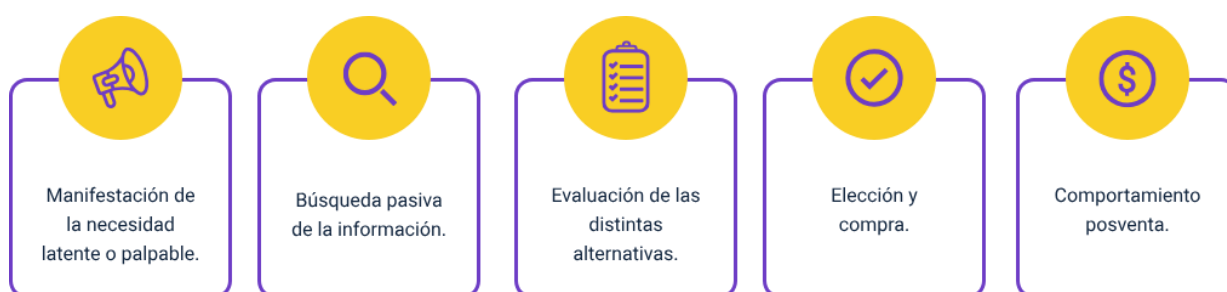 Manifestación de
la necesidad
latente o palpable.
Búsqueda pasiva
de la información.
Evaluación de las
distintas
alternativas.
Elección y
compra.
Comportamiento
posventa.